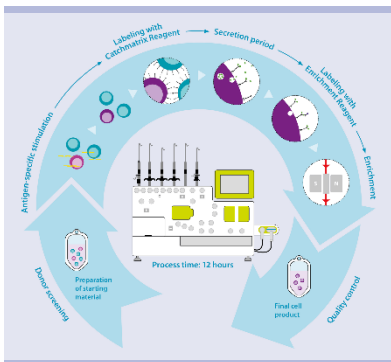 Donor screening
Preparation
of starting
material
Antigen-specific stimulation
Labeling with
Catchmatrix Reagent
Secretion period
Labeling with
Enrichment Reagent
Enrichment
S
N
Process time: 12 hours
Final cell
product
Quality control